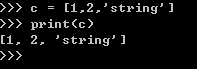 >>> c = [1,2,'string']
>>> print(c)
[1, 2, 'string']
>>>